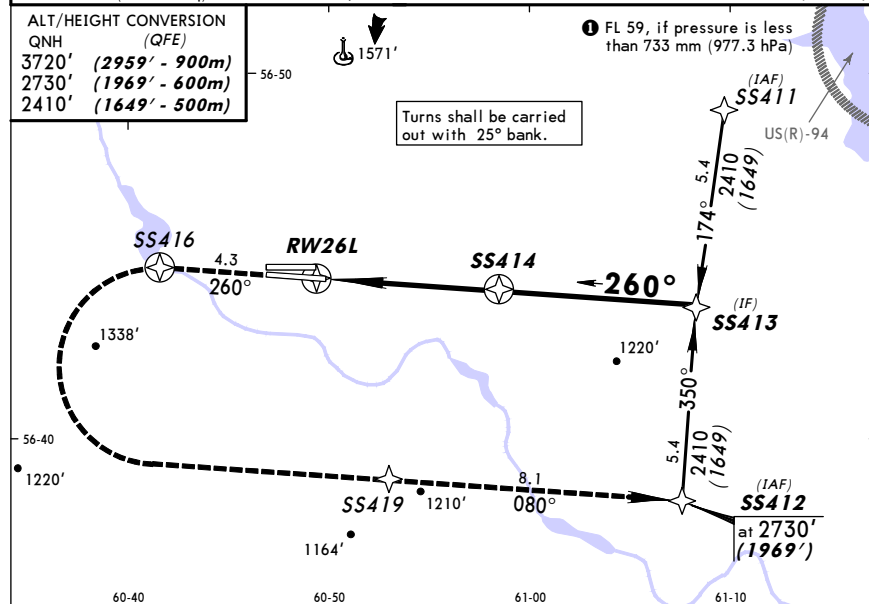 ALT/HEIGHT CONVERSION
QNH (QFE)
3720' (2959' - 900m)
2730' (1969' - 600m)
2410' (1649' - 500m)
1571'
56-50
❶ FL 59, if pressure is less
than 733 mm (977.3 hPa)
Turns shall be carried
out with 25° bank.
(IAF)
SS411
US(R)-94
5.4
2410
(1649)
174°
SS416
4.3
260°
RW26L
SS414
260°
(IF)
SS413
1338'
1220'
350°
5.4
2410
(1649)
56-40
1220'
SS419
1210'
8.1
080°
(IAF)
SS412
at 2730'
(1969')
1164'
60-40
60-50
61-00
61-10